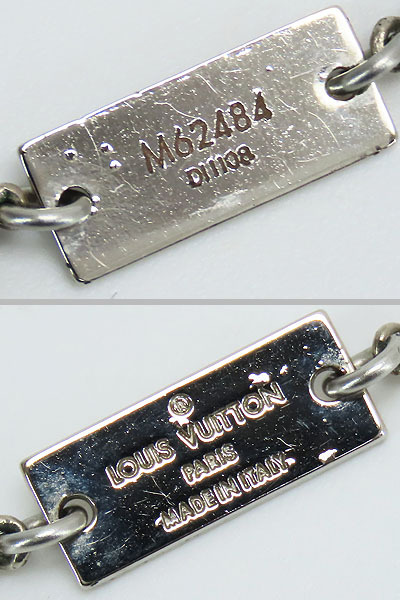 M62484
DI1108
LOUIS VUITTON
PARIS
MADE IN ITALY